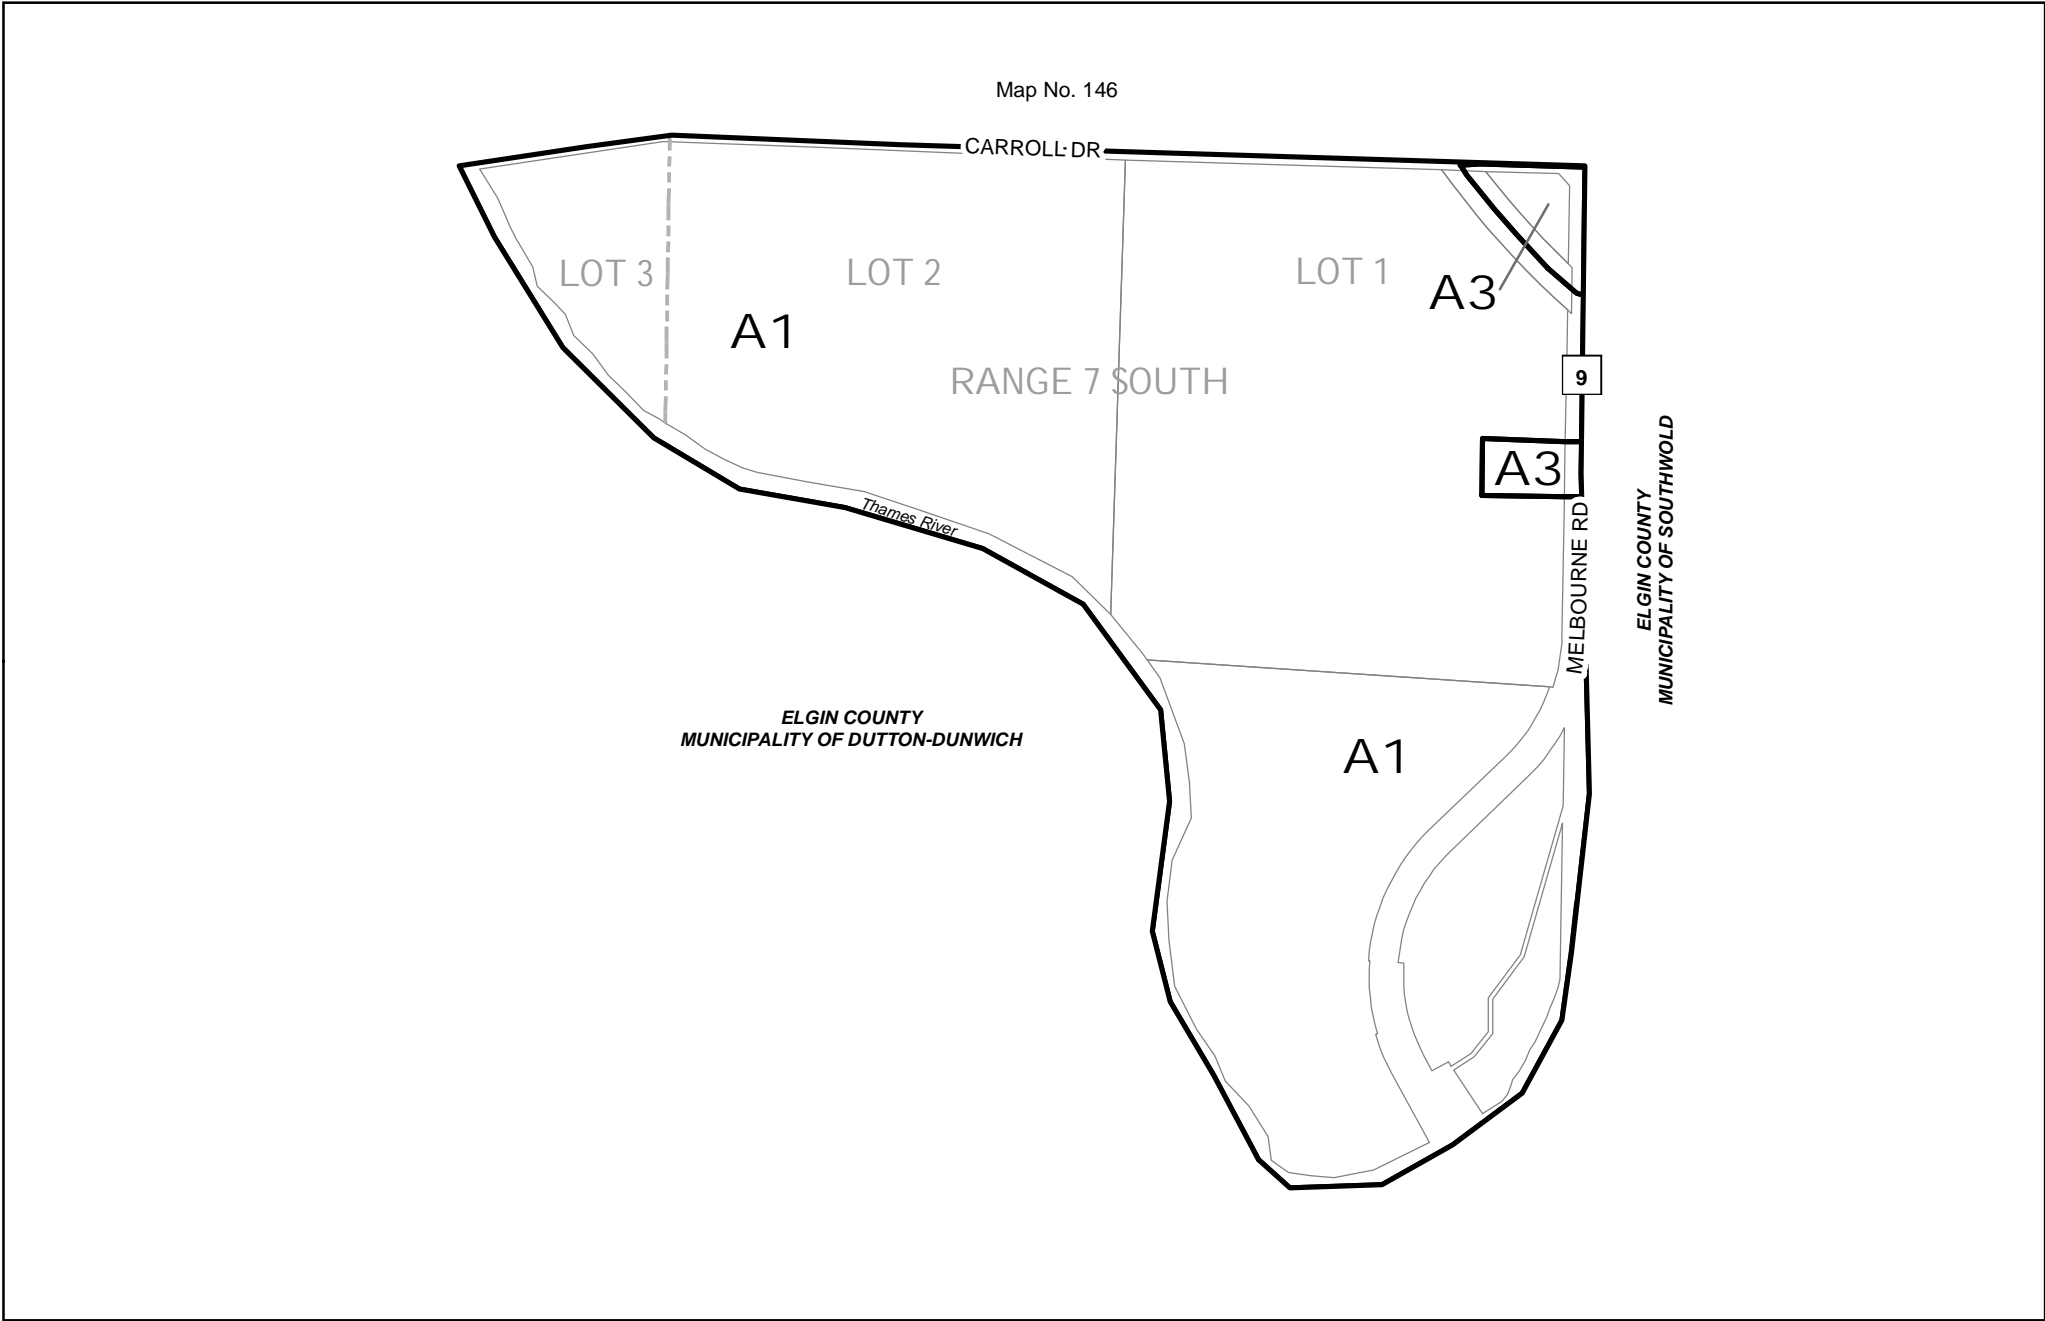 Map No. 146
CARROLL DR
LOT 3
LOT 2
LOT 1
A3
A1
RANGE 7 SOUTH
9
A3
Thames River
MELBOURNE RD
ELGIN COUNTY
MUNICIPALITY OF SOUTHWOLD
ELGIN COUNTY
MUNICIPALITY OF DUTTON-DUNWICH
A1